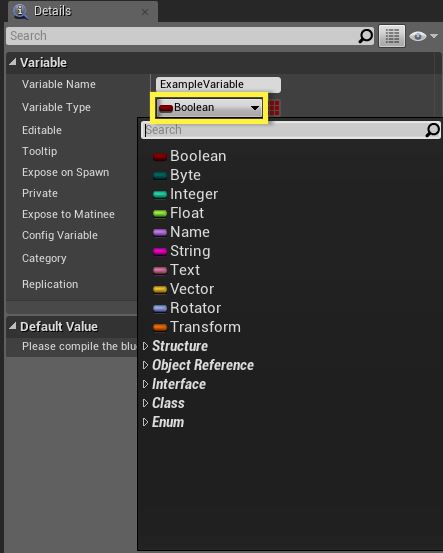 Details
Search
Variable
Variable Name ExampleVariable
Variable Type Boolean
Editable
Tooltip
Expose on Spawn
Private
Expose to Matinee
Config Variable
Category
Replication
Default Value
Please compile the blu
Search
Boolean
Byte
Integer
Float
Name
String
Text
Vector
Rotator
Transform
Structure
Object Reference
Interface
Class
Enum